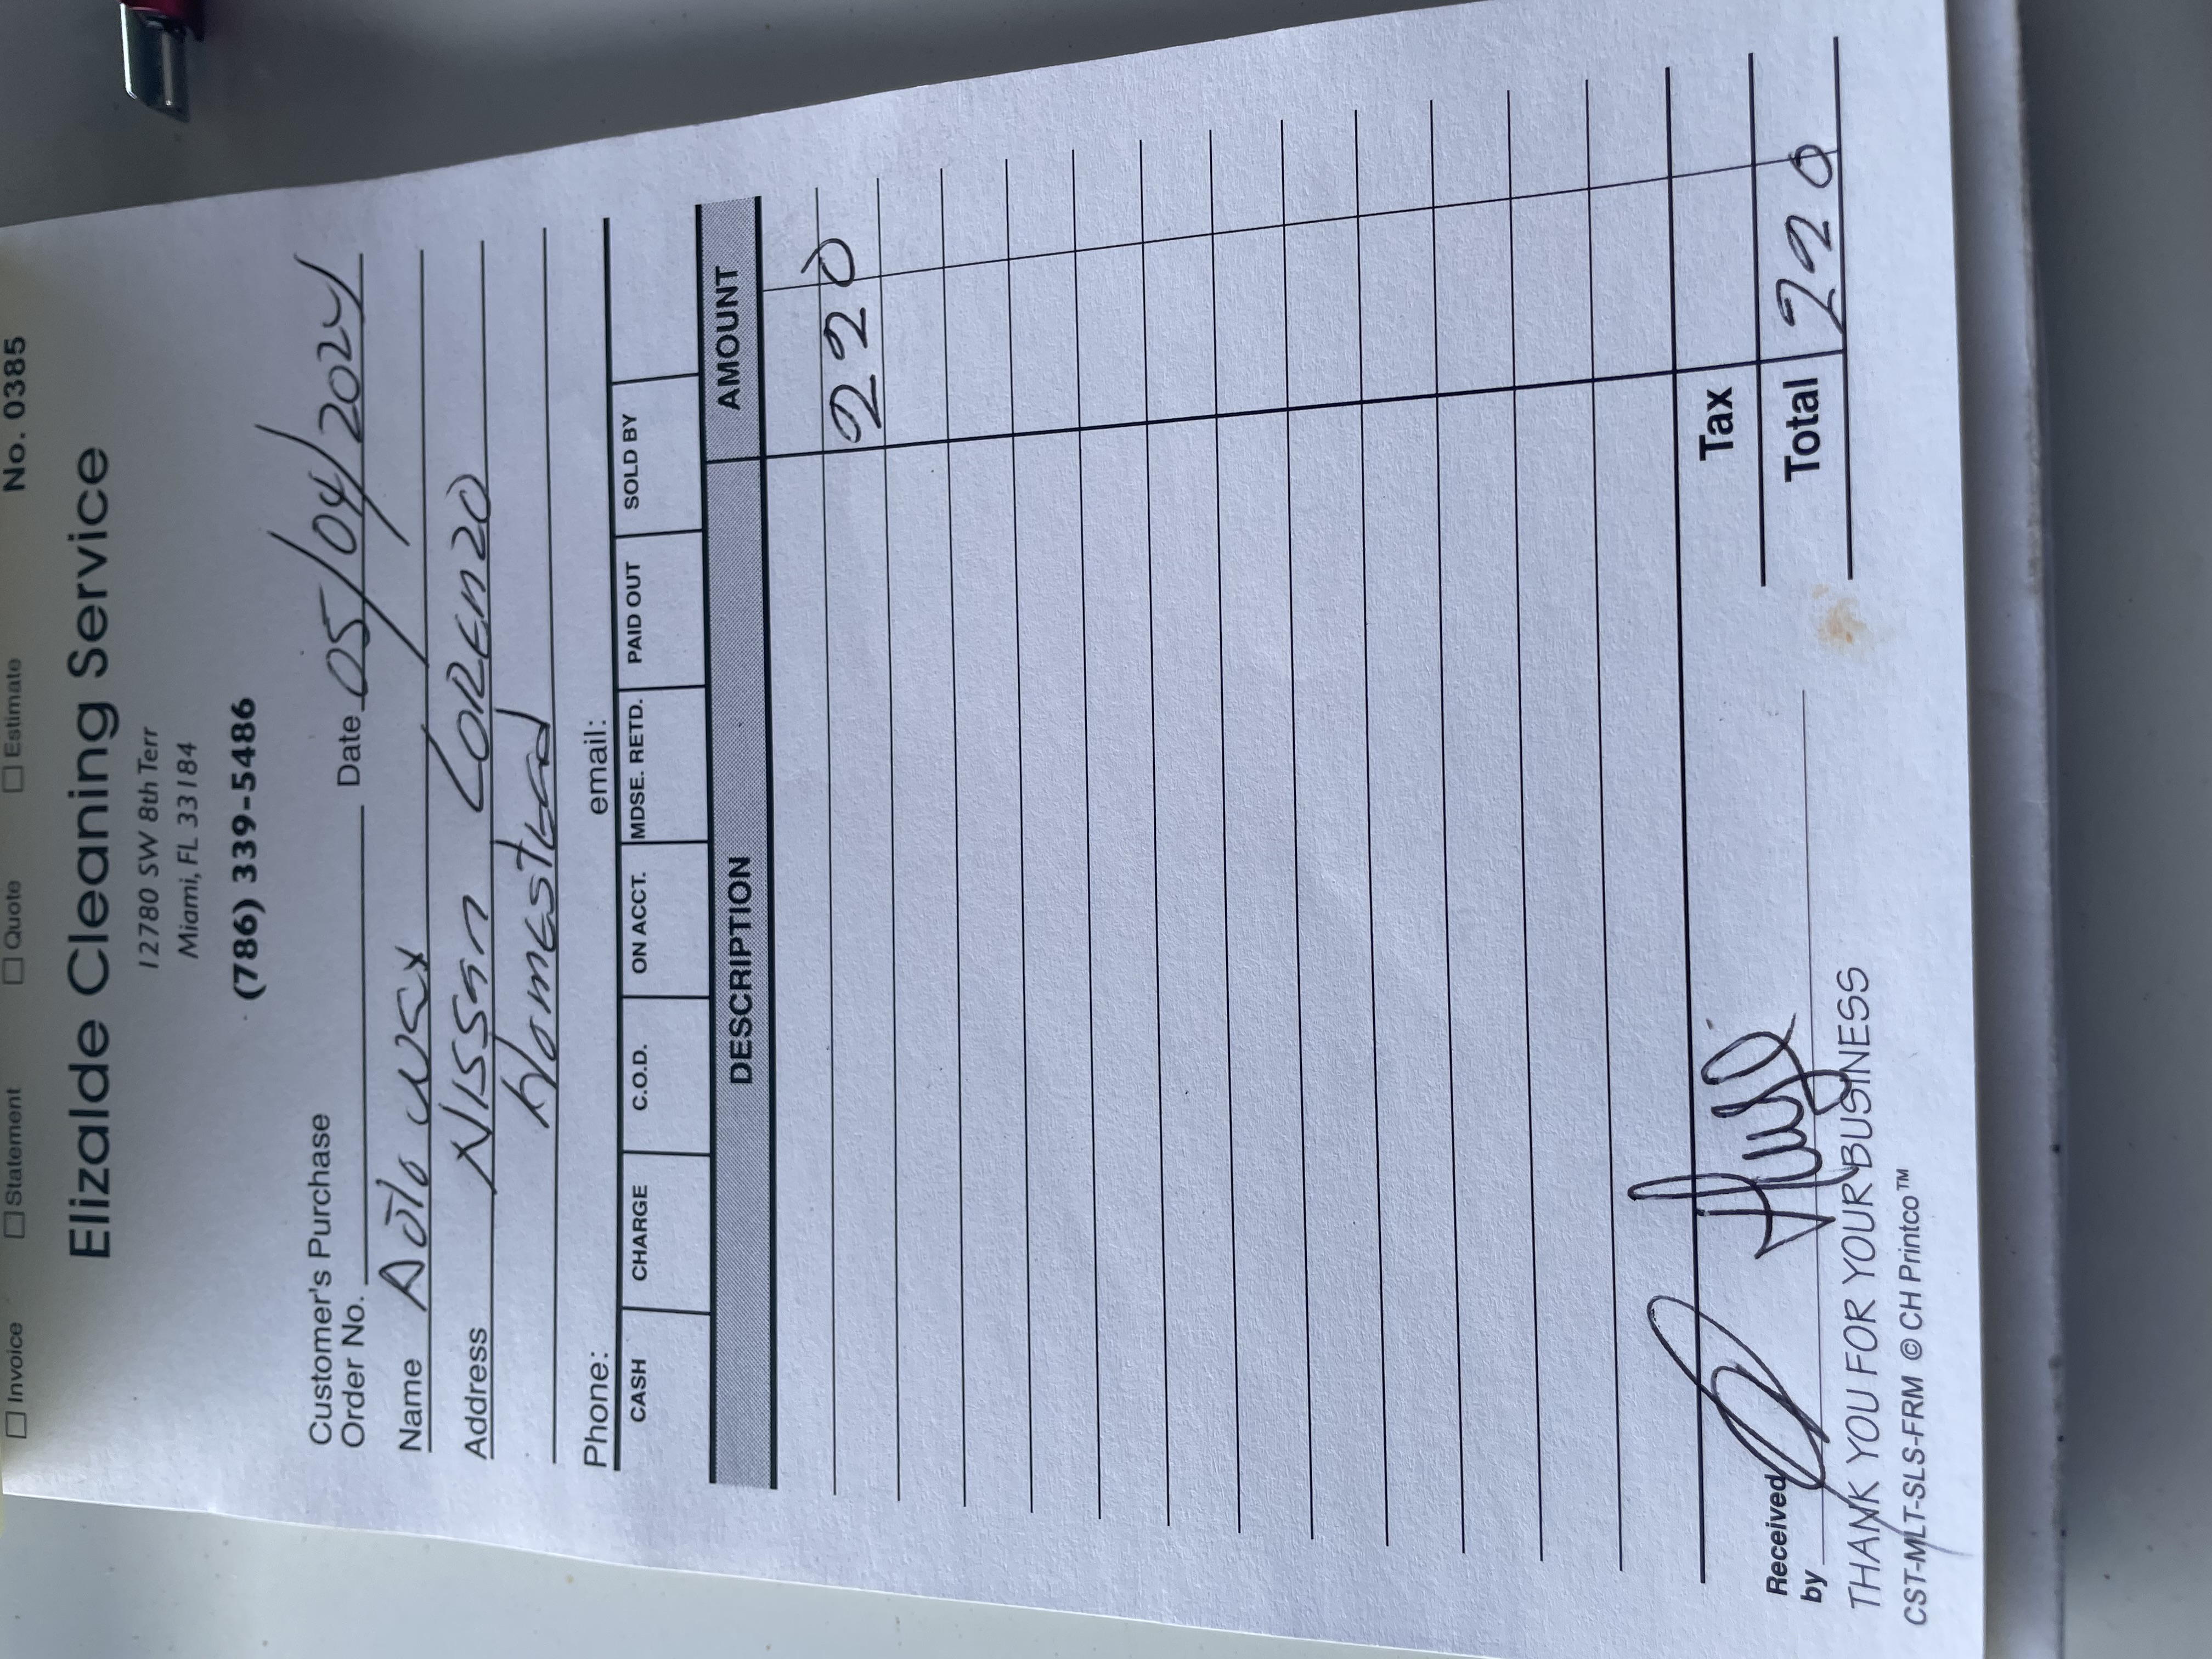 ☐ Invoice ☐ Statement ☐ Quote ☐ Estimate No. 0385
Elizalde Cleaning Service
12780 SW 8th Terr
Miami, FL 33184
(786) 339-5486
Customer's Purchase
Order No. Date 05/04/2024
Name Aoto wax
Address Nissan Lorenzo
Homestead
Phone: email:
CASH CHARGE C.O.D. ON ACCT. MDSE. RETD. PAID OUT SOLD BY
DESCRIPTION AMOUNT
220
Tax
Total 220
Received
by Hugo
THANK YOU FOR YOUR BUSINESS
CST-MLT-SLS-FRM © CH Printco™